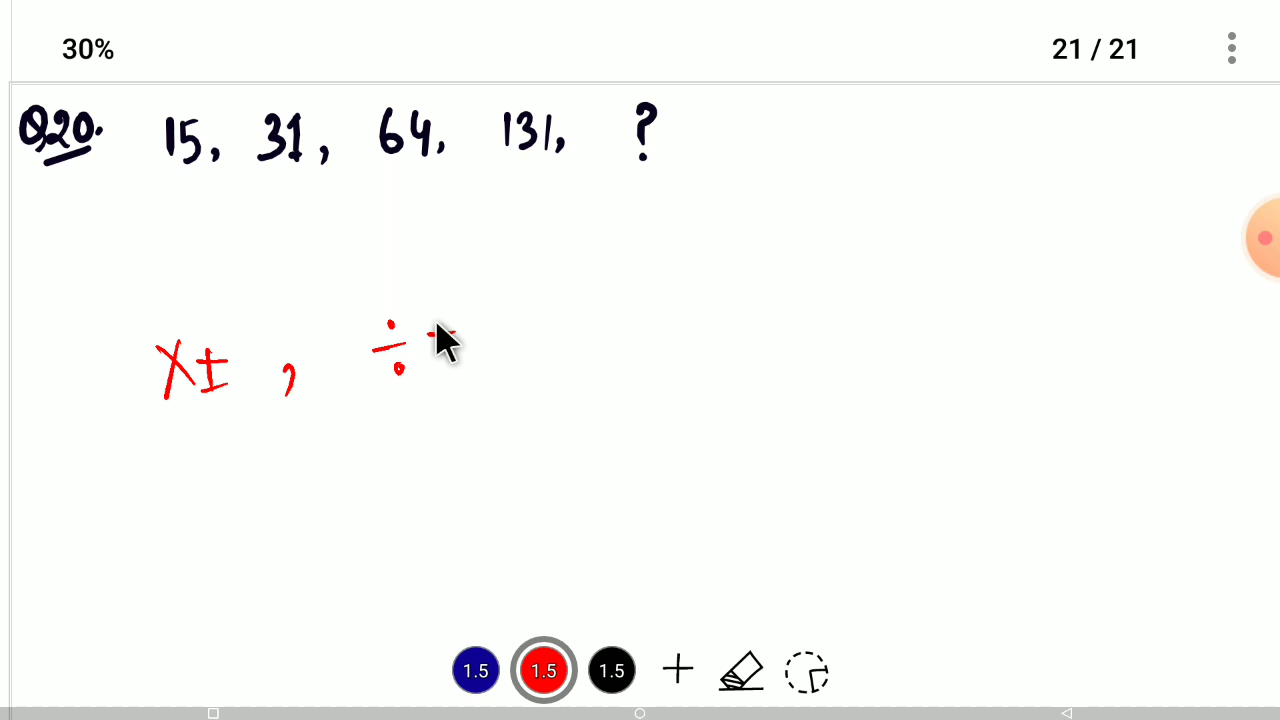 30% 21 / 21
Q20. 15, 31, 64, 131, ?
X± , ÷ -
1.5 1.5 1.5